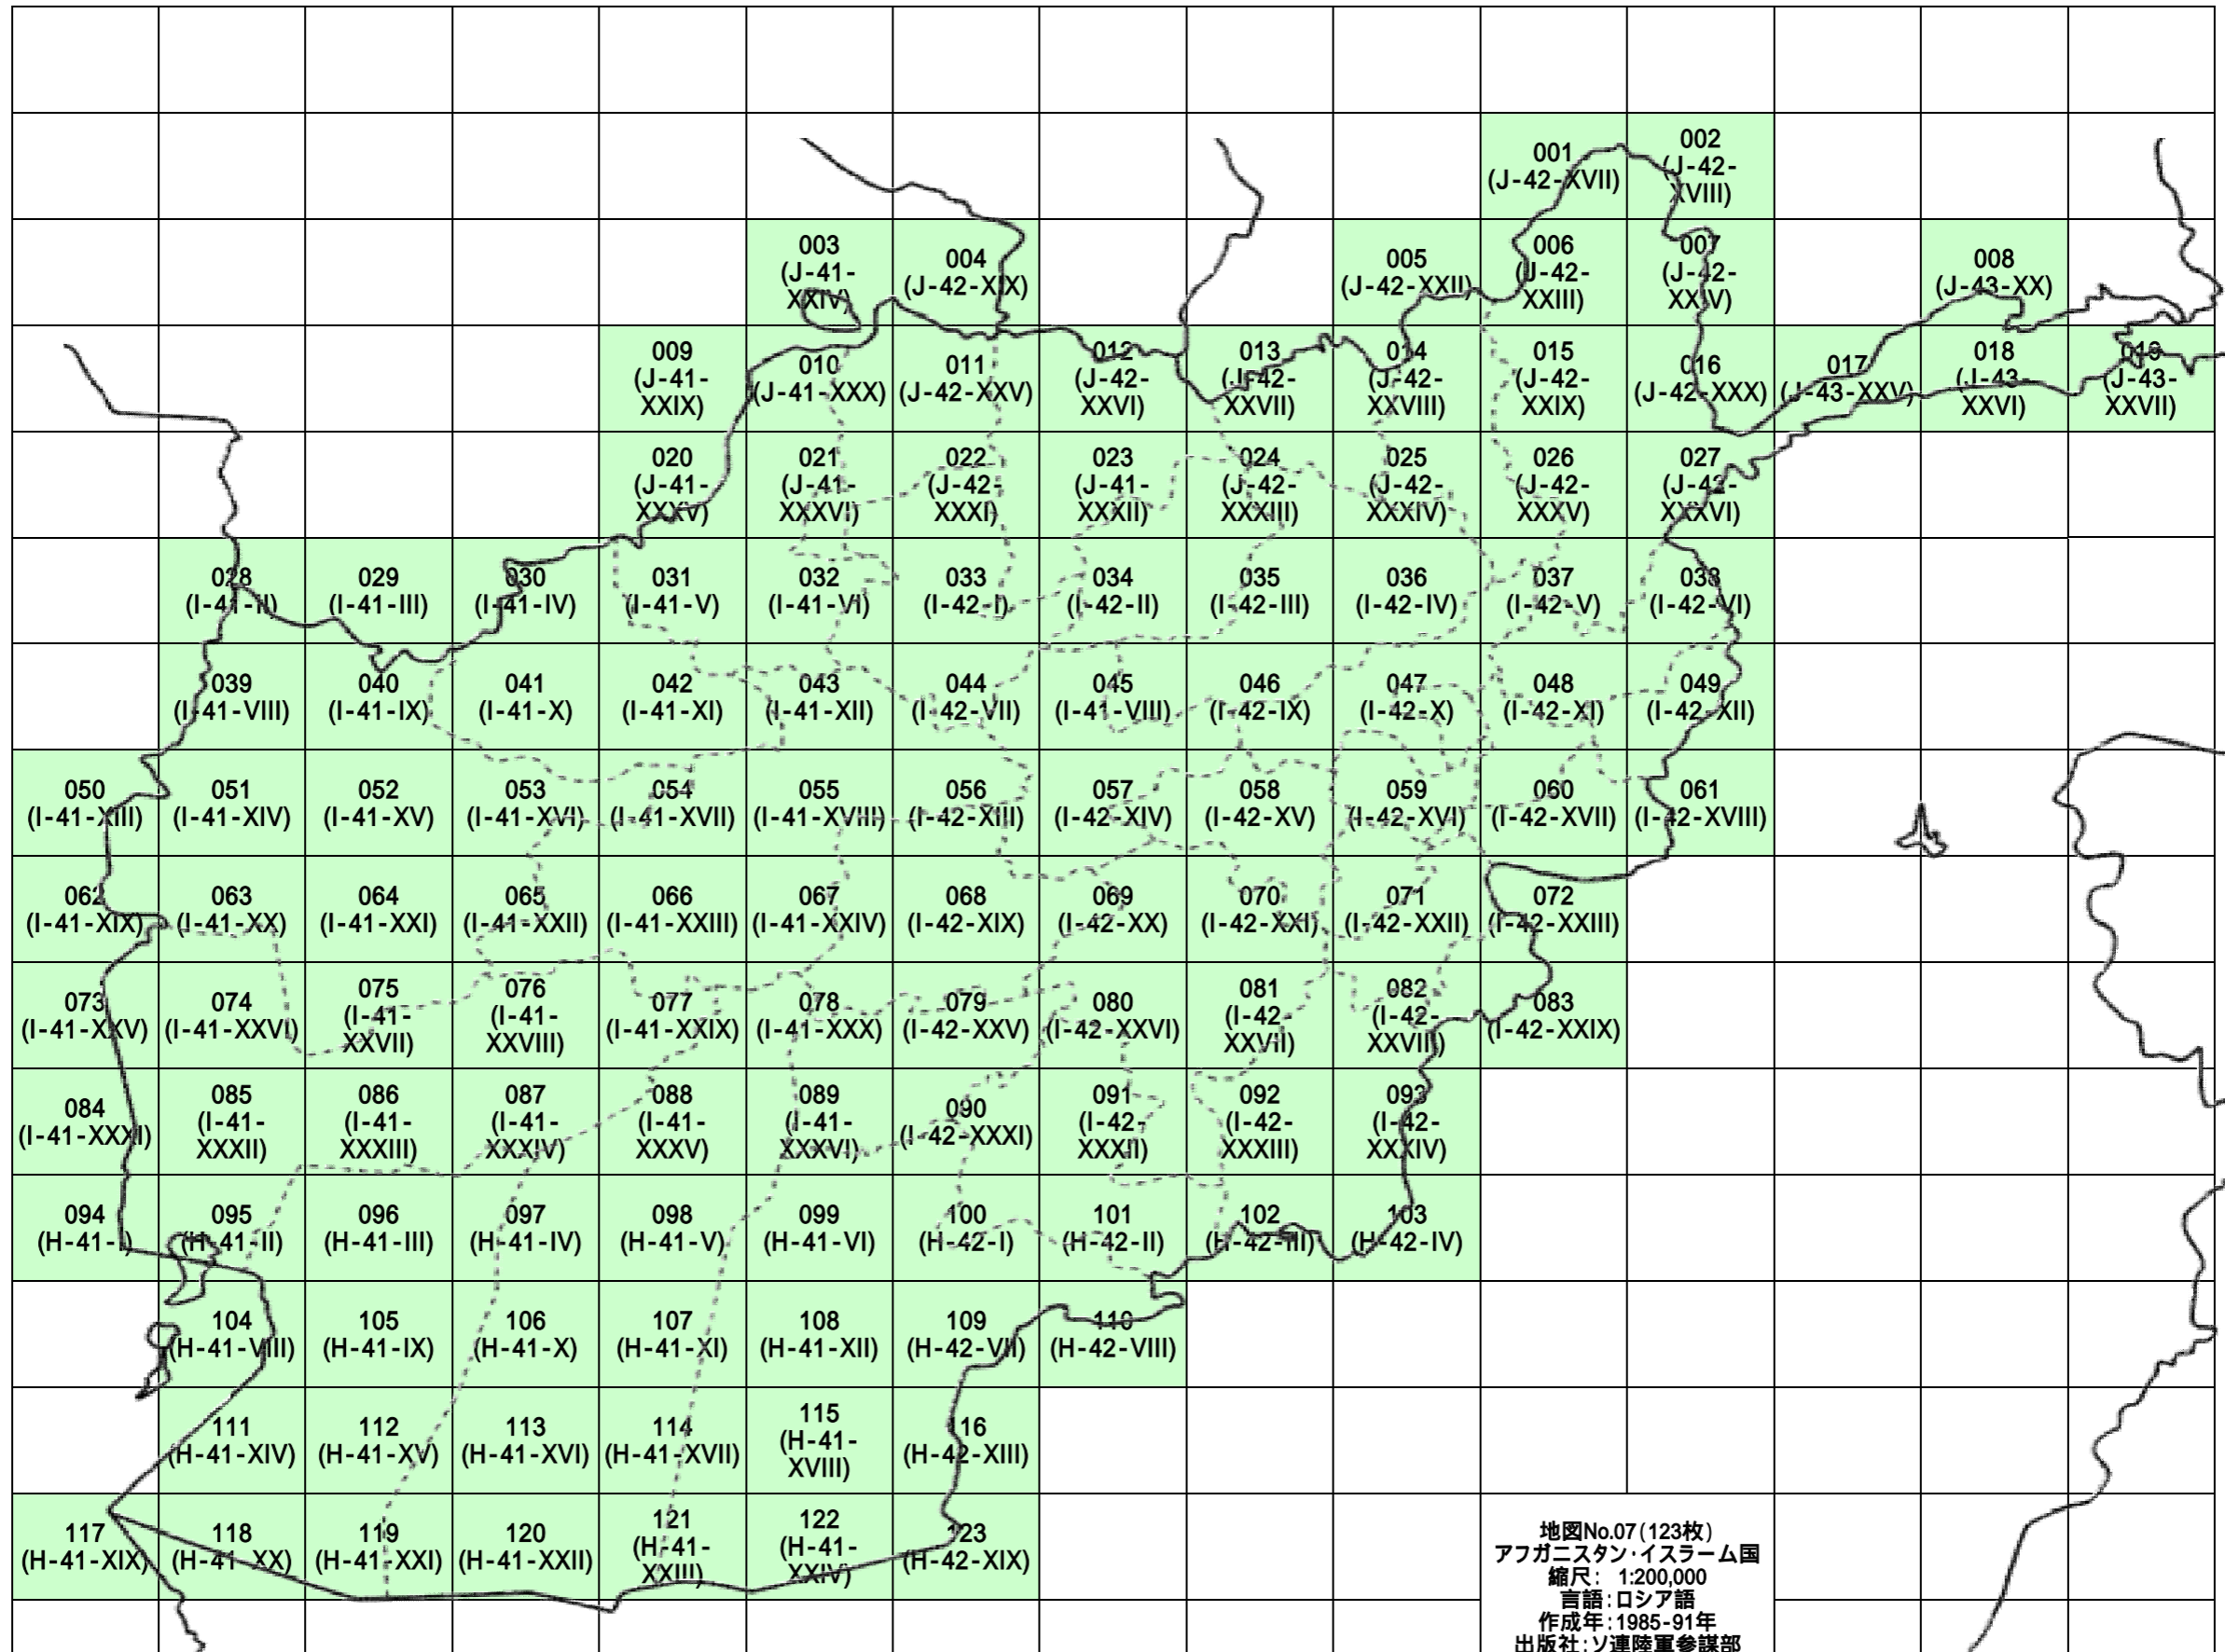 001
(J-42-XVII)
002
(J-42-
XVIII)
003
(J-41-
XXIV)
004
(J-42-XIX)
005
(J-42-XXII)
006
(J-42-
XXIII)
007
(J-42-
XXIV)
008
(J-43-XX)
009
(J-41-
XXIX)
010
(J-41-XXX)
011
(J-42-XXV)
012
(J-42-
XXVI)
013
(J-42-
XXVII)
014
(J-42-
XXVIII)
015
(J-42-
XXIX)
016
(J-42-XXX)
017
(J-43-XXV)
018
(J-43-
XXVI)
019
(J-43-
XXVII)
020
(J-41-
XXXV)
021
(J-41-
XXXVI)
022
(J-42-
XXXI)
023
(J-41-
XXXII)
024
(J-42-
XXXIII)
025
(J-42-
XXXIV)
026
(J-42-
XXXV)
027
(J-42-
XXXVI)
028
(I-41-II)
029
(I-41-III)
030
(I-41-IV)
031
(I-41-V)
032
(I-41-VI)
033
(I-42-I)
034
(I-42-II)
035
(I-42-III)
036
(I-42-IV)
037
(I-42-V)
038
(I-42-VI)
039
(I-41-VIII)
040
(I-41-IX)
041
(I-41-X)
042
(I-41-XI)
043
(I-41-XII)
044
(I-42-VII)
045
(I-41-VIII)
046
(I-42-IX)
047
(I-42-X)
048
(I-42-XI)
049
(I-42-XII)
050
(I-41-XIII)
051
(I-41-XIV)
052
(I-41-XV)
053
(I-41-XVI)
054
(I-41-XVII)
055
(I-41-XVIII)
056
(I-42-XIII)
057
(I-42-XIV)
058
(I-42-XV)
059
(I-42-XVI)
060
(I-42-XVII)
061
(I-42-XVIII)
062
(I-41-XIX)
063
(I-41-XX)
064
(I-41-XXI)
065
(I-41-XXII)
066
(I-41-XXIII)
067
(I-41-XXIV)
068
(I-42-XIX)
069
(I-42-XX)
070
(I-42-XXI)
071
(I-42-XXII)
072
(I-42-XXIII)
073
(I-41-XXV)
074
(I-41-XXVI)
075
(I-41-
XXVII)
076
(I-41-
XXVIII)
077
(I-41-XXIX)
078
(I-41-XXX)
079
(I-42-XXV)
080
(I-42-XXVI)
081
(I-42-
XXVII)
082
(I-42-
XXVIII)
083
(I-42-XXIX)
084
(I-41-XXXI)
085
(I-41-
XXXII)
086
(I-41-
XXXIII)
087
(I-41-
XXXIV)
088
(I-41-
XXXV)
089
(I-41-
XXXVI)
090
(I-42-XXXI)
091
(I-42-
XXXII)
092
(I-42-
XXXIII)
093
(I-42-
XXXIV)
094
(H-41-I)
095
(H-41-II)
096
(H-41-III)
097
(H-41-IV)
098
(H-41-V)
099
(H-41-VI)
100
(H-42-I)
101
(H-42-II)
102
(H-42-III)
103
(H-42-IV)
104
(H-41-VIII)
105
(H-41-IX)
106
(H-41-X)
107
(H-41-XI)
108
(H-41-XII)
109
(H-42-VII)
110
(H-42-VIII)
111
(H-41-XIV)
112
(H-41-XV)
113
(H-41-XVI)
114
(H-41-XVII)
115
(H-41-
XVIII)
116
(H-42-XIII)
117
(H-41-XIX)
118
(H-41-XX)
119
(H-41-XXI)
120
(H-41-XXII)
121
(H-41-
XXIII)
122
(H-41-
XXIV)
123
(H-42-XIX)
地図No.07(123枚)
アフガニスタン・イスラーム国
縮尺: 1:200,000
言語:ロシア語
作成年:1985-91年
出版社:ソ連陸軍参謀部